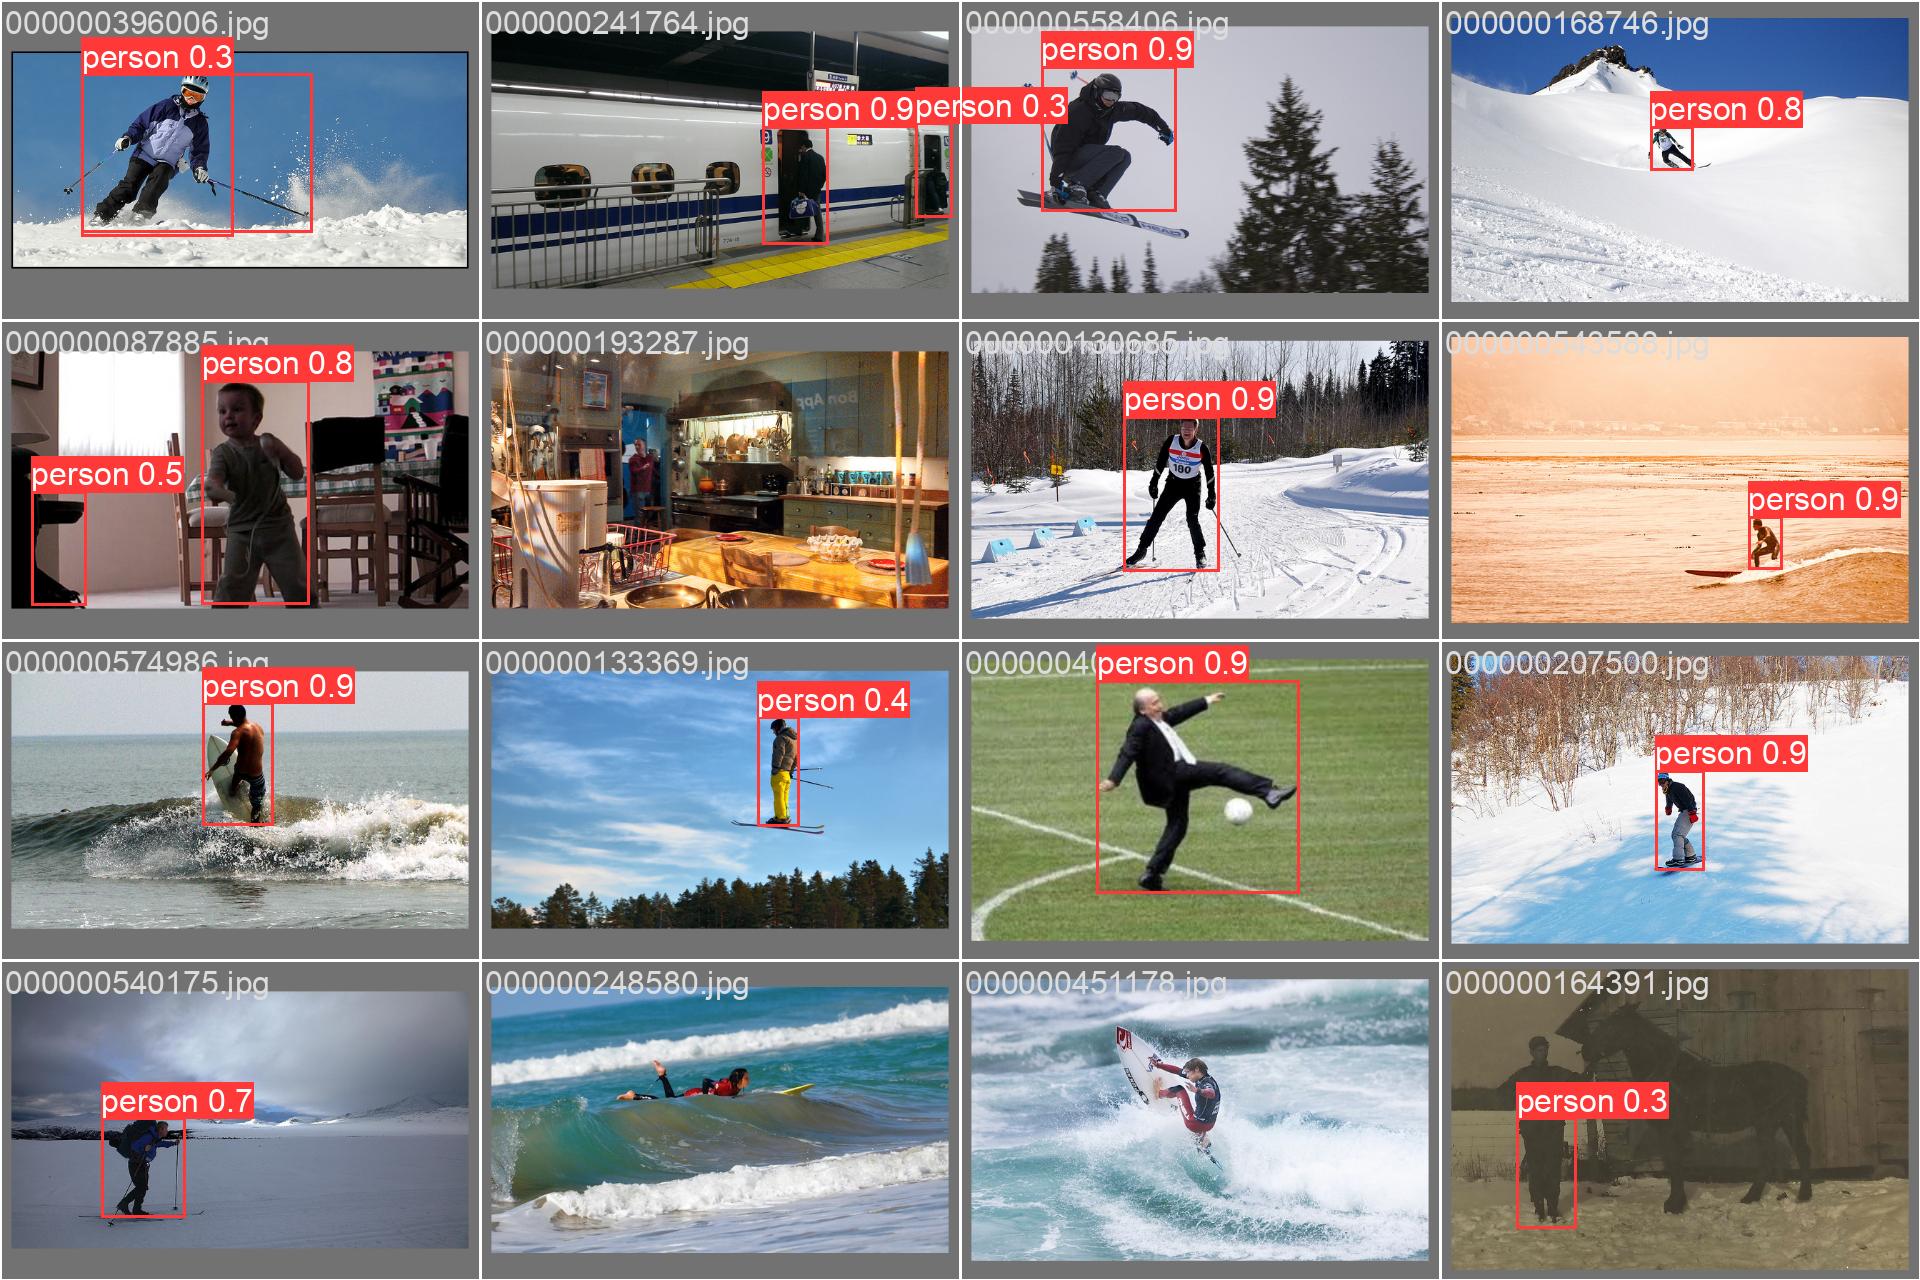 000000396006.jpg
person 0.3
000000241764.jpg
person 0.9
person 0.3
000000558406.jpg
person 0.9
HEAD
000000168746.jpg
person 0.8
000000087885.jpg
person 0.8
person 0.5
000000193287.jpg
Bon App
000000130685.jpg
person 0.9
180
000000543588.jpg
person 0.9
000000574986.jpg
person 0.9
000000133369.jpg
person 0.4
00000040
person 0.9
000000207500.jpg
person 0.9
000000540175.jpg
person 0.7
000000248580.jpg
000000451178.jpg
000000164391.jpg
person 0.3